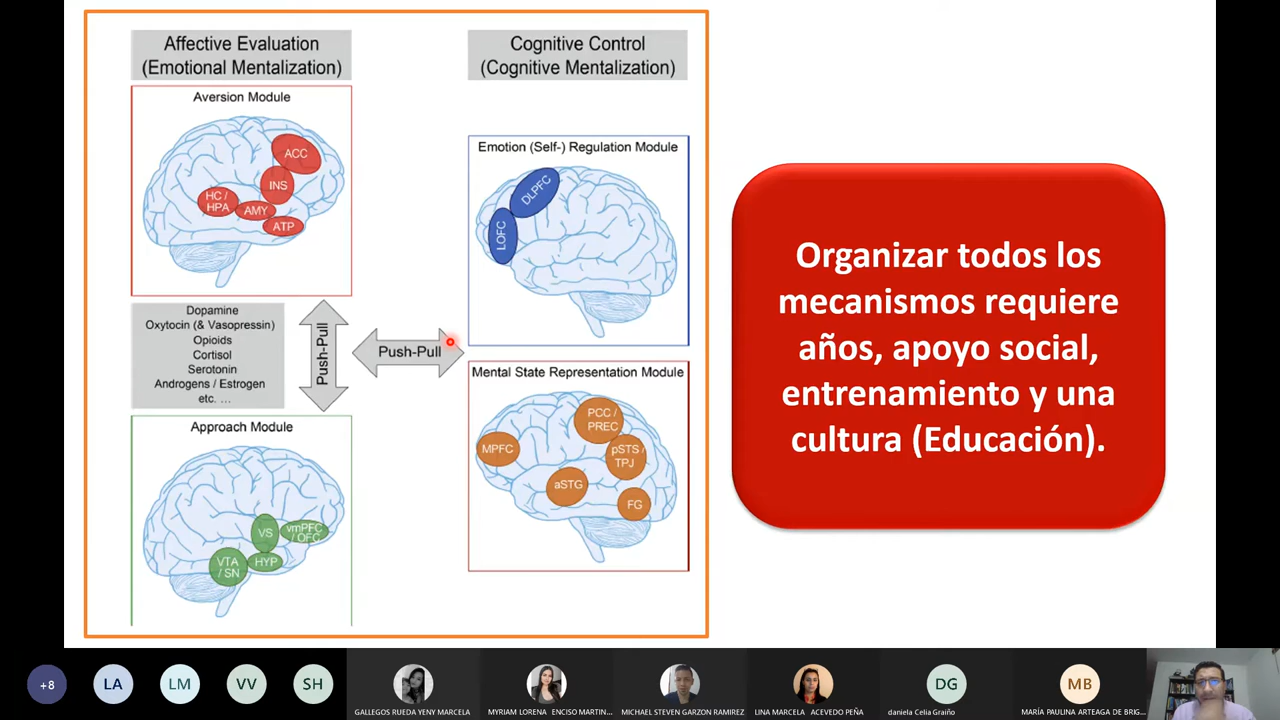 Affective Evaluation
(Emotional Mentalization)
Aversion Module
ACC
INS
HC /
HPA
AMY
ATP
Dopamine
Oxytocin (& Vasopressin)
Opioids
Cortisol
Serotonin
Androgens / Estrogen
etc. ...
Push-Pull
Push-Pull
Approach Module
VS
vmPFC
/ OFC
VTA
/ SN
HYP
Cognitive Control
(Cognitive Mentalization)
Emotion (Self-) Regulation Module
DLPFC
LOFC
Mental State Representation Module
PCC /
PREC
MPFC
pSTS /
TPJ
aSTG
FG
Organizar todos los
mecanismos requiere
años, apoyo social,
entrenamiento y una
cultura (Educación).
+8
LA
LM
VV
SH
GALLEGOS RUEDA YENY MARCELA
MYRIAM LORENA ENCISO MARTIN...
MICHAEL STEVEN GARZON RAMIREZ
LINA MARCELA ACEVEDO PEÑA
DG
daniela Celia Graiño
MB
MARÍA PAULINA ARTEAGA DE BRIG...